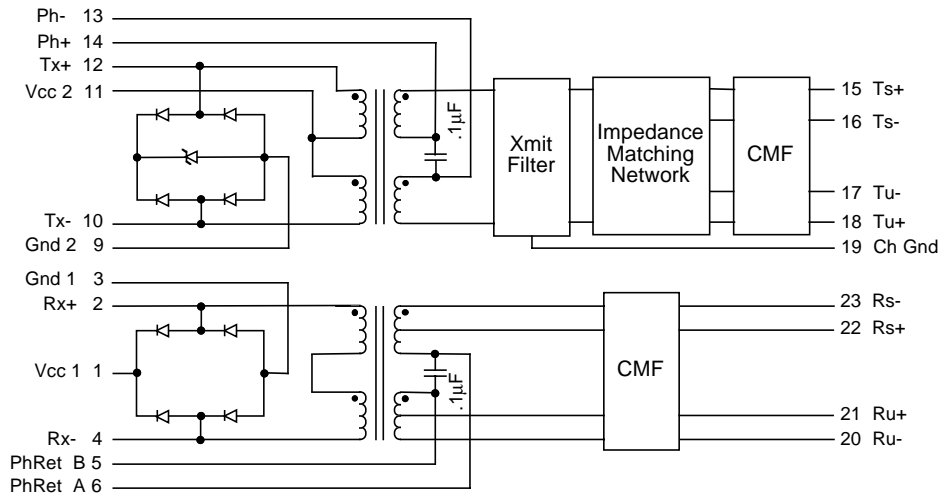 Ph- 13
Ph+ 14
Tx+ 12
Vcc 2 11
Tx- 10
Gnd 2 9
.1µF
Xmit
Filter
Impedance
Matching
Network
CMF
15 Ts+
16 Ts-
17 Tu-
18 Tu+
19 Ch Gnd
Gnd 1 3
Rx+ 2
Vcc 1 1
Rx- 4
PhRet B 5
PhRet A 6
.1µF
CMF
23 Rs-
22 Rs+
21 Ru+
20 Ru-